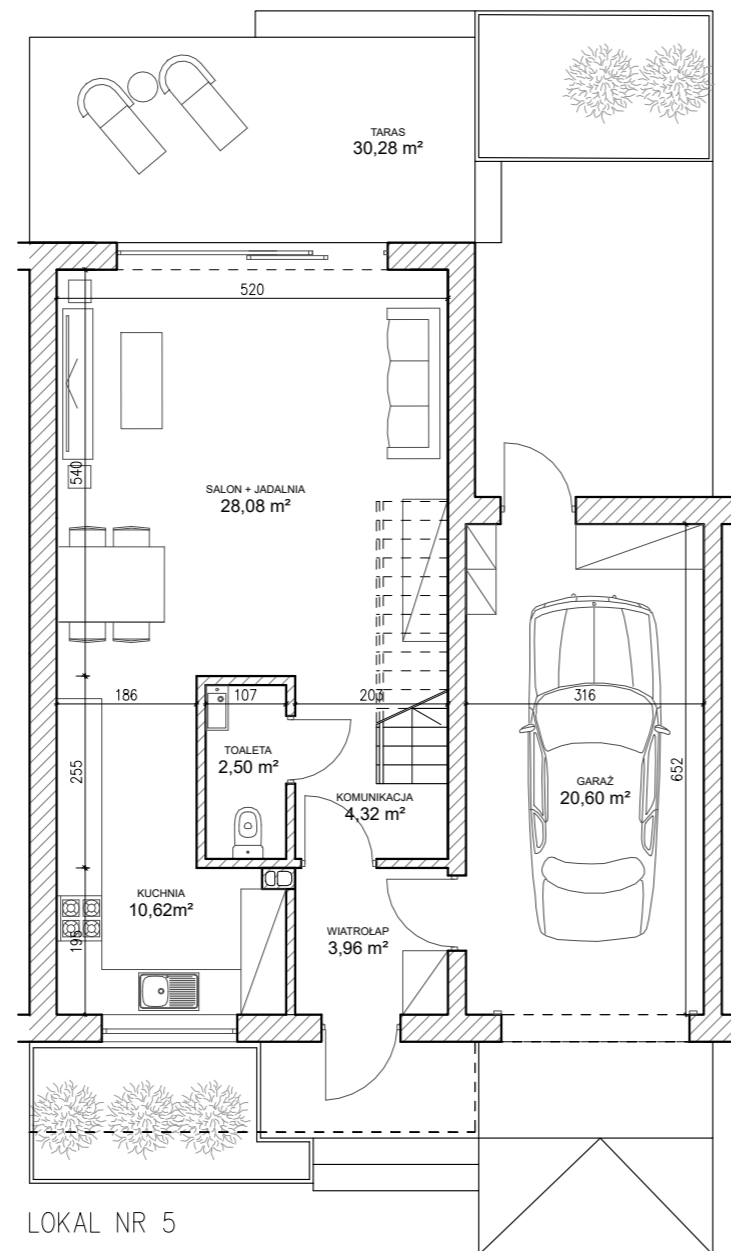 TARAS
30,28 m²
520
540
SALON + JADALNIA
28,08 m²
186
107
203
316
255
652
TOALETA
2,50 m²
GARAŻ
20,60 m²
KOMUNIKACJA
4,32 m²
KUCHNIA
10,62m²
195
WIATROŁAP
3,96 m²
LOKAL NR 5